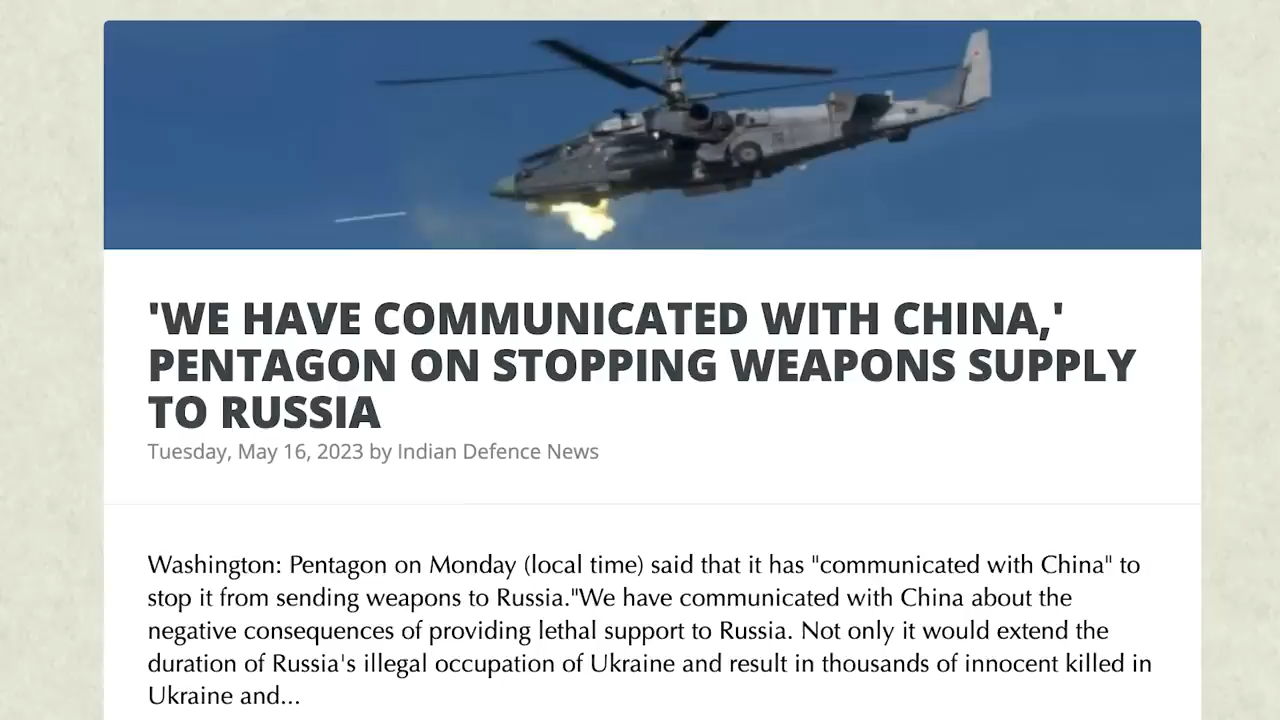 'WE HAVE COMMUNICATED WITH CHINA,'
PENTAGON ON STOPPING WEAPONS SUPPLY
TO RUSSIA
Tuesday, May 16, 2023 by Indian Defence News
Washington: Pentagon on Monday (local time) said that it has "communicated with China" to
stop it from sending weapons to Russia."We have communicated with China about the
negative consequences of providing lethal support to Russia. Not only it would extend the
duration of Russia's illegal occupation of Ukraine and result in thousands of innocent killed in
Ukraine and...